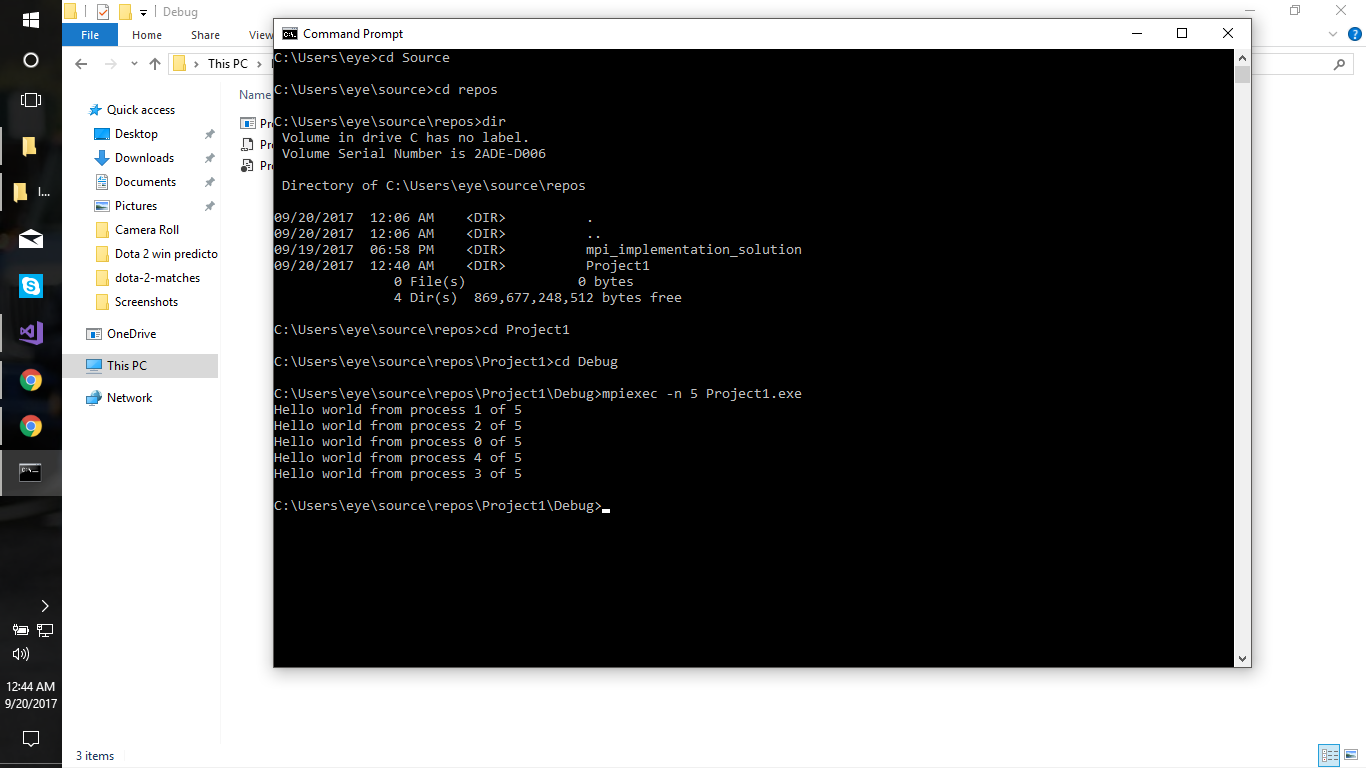 Debug
File Home Share View
This PC
Name
Quick access
Desktop
Downloads
Documents
Pictures
Camera Roll
Dota 2 win predicto
dota-2-matches
Screenshots
OneDrive
This PC
Network
Pr
Pr
Pr
3 items
I...
12:44 AM
9/20/2017
Command Prompt
C:\Users\eye>cd Source
C:\Users\eye\source>cd repos
C:\Users\eye\source\repos>dir
Volume in drive C has no label.
Volume Serial Number is 2ADE-D006
Directory of C:\Users\eye\source\repos
09/20/2017 12:06 AM <DIR> .
09/20/2017 12:06 AM <DIR> ..
09/19/2017 06:58 PM <DIR> mpi_implementation_solution
09/20/2017 12:40 AM <DIR> Project1
0 File(s) 0 bytes
4 Dir(s) 869,677,248,512 bytes free
C:\Users\eye\source\repos>cd Project1
C:\Users\eye\source\repos\Project1>cd Debug
C:\Users\eye\source\repos\Project1\Debug>mpiexec -n 5 Project1.exe
Hello world from process 1 of 5
Hello world from process 2 of 5
Hello world from process 0 of 5
Hello world from process 4 of 5
Hello world from process 3 of 5
C:\Users\eye\source\repos\Project1\Debug>